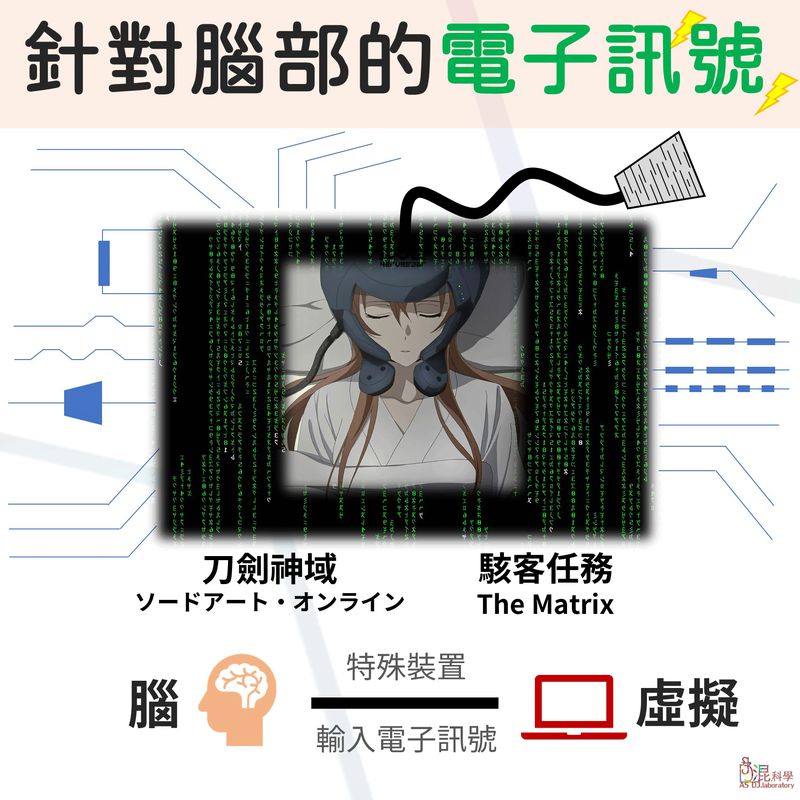 針對腦部的電子訊號
刀劍神域
ソードアート・オンライン
駭客任務
The Matrix
腦
特殊裝置
輸入電子訊號
虛擬
混科學
AS DJ.laboratory